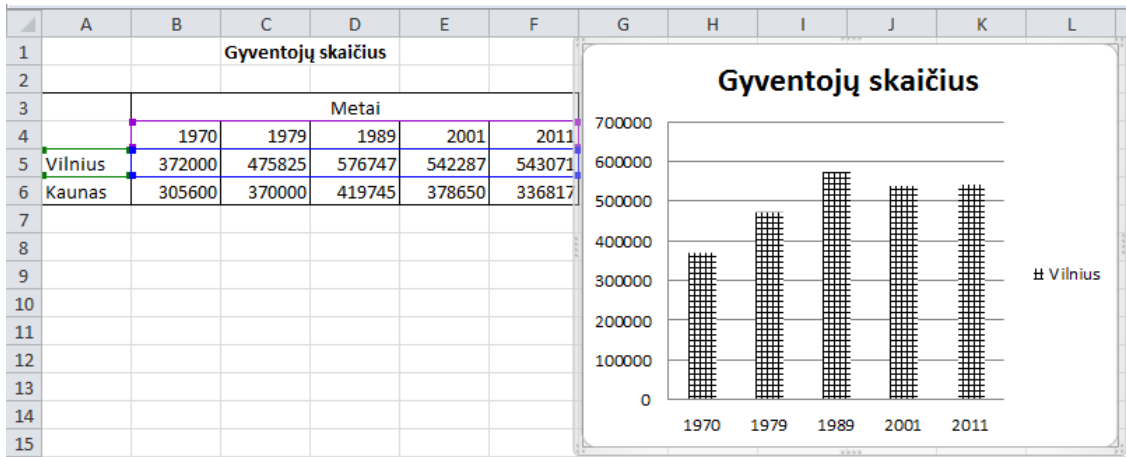 A B C D E F G H I J K L
1 Gyventojų skaičius
2
3 Metai
4 1970 1979 1989 2001 2011
5 Vilnius 372000 475825 576747 542287 543071
6 Kaunas 305600 370000 419745 378650 336817
7
8
9
10
11
12
13
14
15
Gyventojų skaičius
700000
600000
500000
400000
300000
200000
100000
0
1970 1979 1989 2001 2011
Vilnius